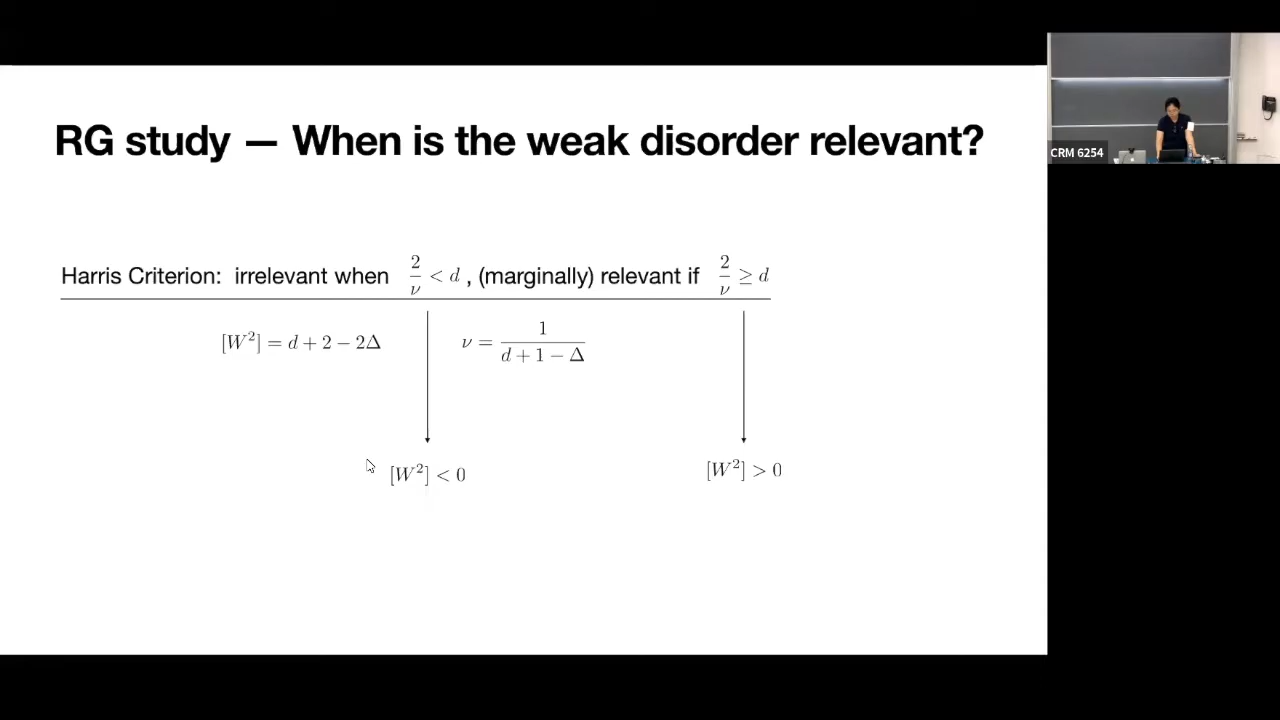 RG study — When is the weak disorder relevant?
CRM 6254
Harris Criterion: irrelevant when 2/ν < d , (marginally) relevant if 2/ν ≥ d
[W²] = d + 2 − 2Δ ν = 1/(d + 1 − Δ)
[W²] < 0 [W²] > 0